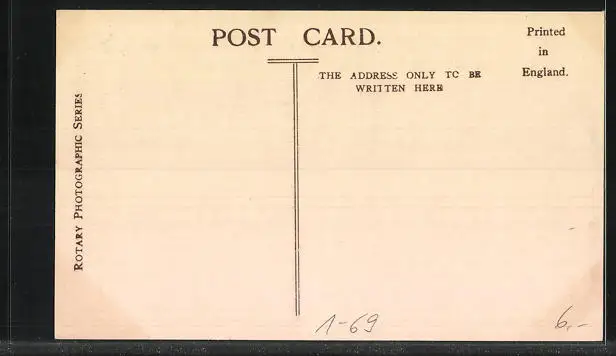 POST CARD.
Printed
in
England.
THE ADDRESS ONLY TO BE
WRITTEN HERE
ROTARY PHOTOGRAPHIC SERIES
1-69
6,-